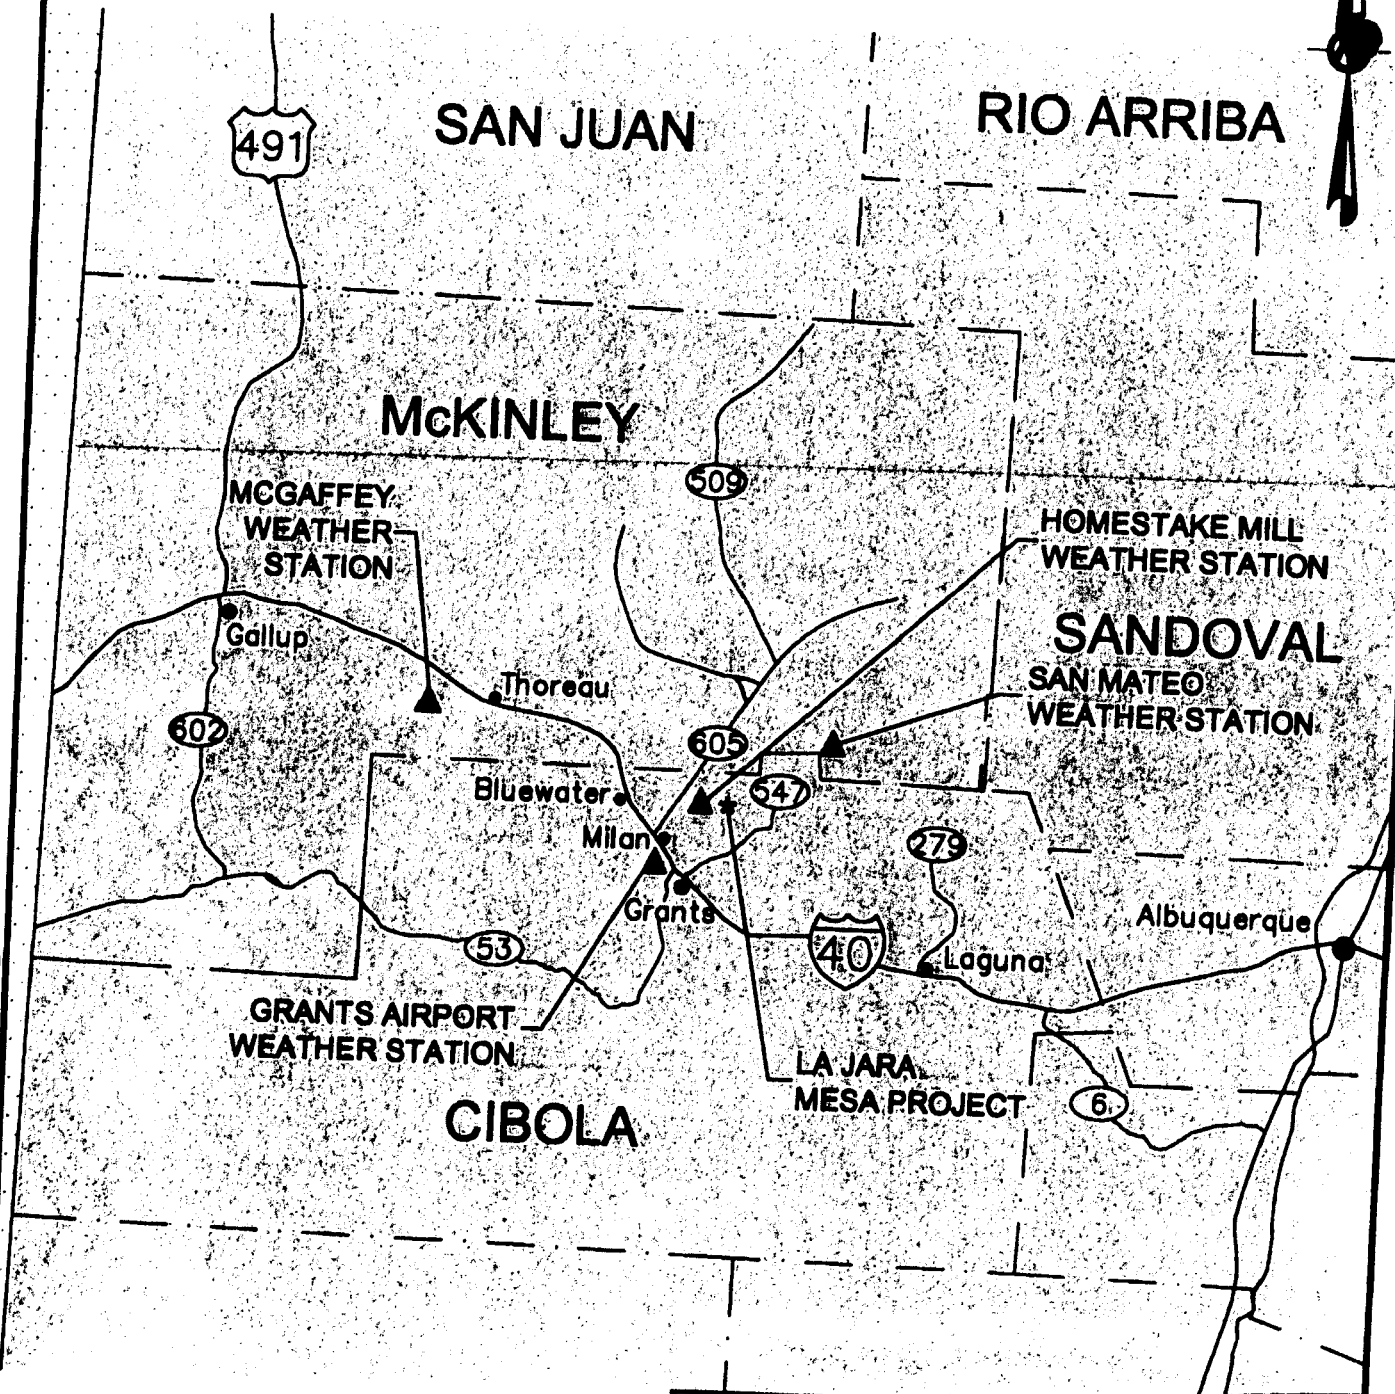 491
SAN JUAN
RIO ARRIBA
McKINLEY
509
MCGAFFEY
WEATHER
STATION
HOMESTAKE MILL
WEATHER STATION
Gallup
SANDOVAL
SAN MATEO
WEATHER STATION
Thoreau
602
605
Bluewater
547
Milan
279
Grants
Albuquerque
53
40
Laguna
GRANTS AIRPORT
WEATHER STATION
LA JARA
MESA PROJECT
6
CIBOLA